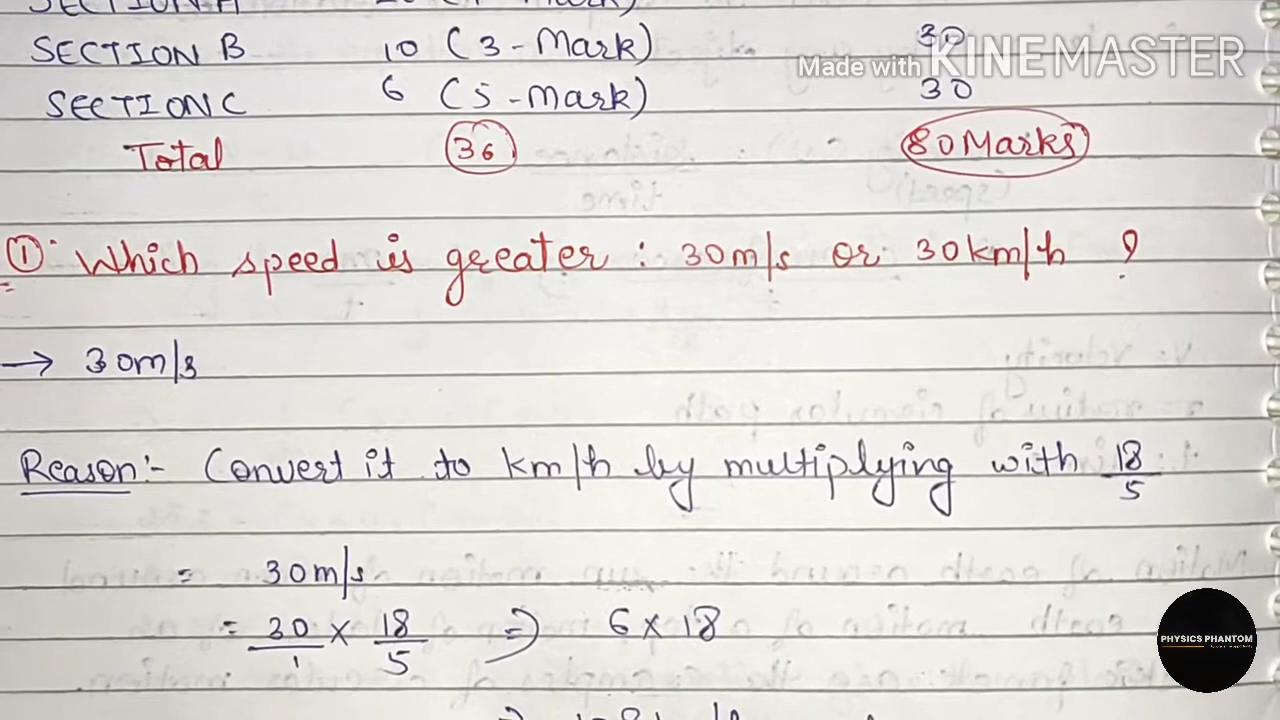 SECTION B 10 (3-Mark) 30
SECTION C 6 (5-mark) 30
Total 36 80 Marks
Made with KINEMASTER
① Which speed is greater: 30m/s or 30km/h ?
→ 30m/s
Reason:- Convert it to km/h by multiplying with 18/5
= 30m/s
= 30/1 × 18/5 ⇒ 6×18
PHYSICS PHANTOM